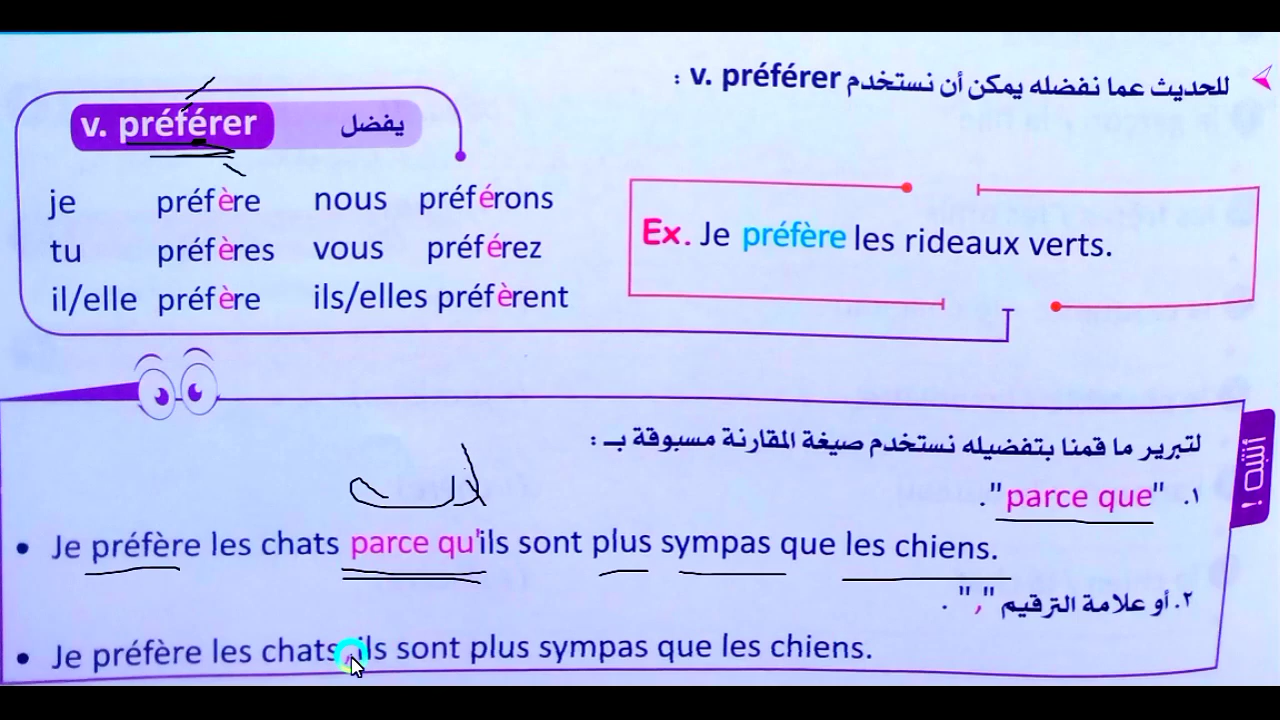 للحديث عما نفضله يمكن أن نستخدم v. préférer :
v. préférer يفضل
je préfère nous préférons
tu préfères vous préférez
il/elle préfère ils/elles préfèrent
Ex. Je préfère les rideaux verts.
انتبه !
لتبرير ما قمنا بتفضيله نستخدم صيغة المقارنة مسبوقة بـ :
١. "parce que".
• Je préfère les chats parce qu'ils sont plus sympas que les chiens.
٢. أو علامة الترقيم "," .
• Je préfère les chats, ils sont plus sympas que les chiens.